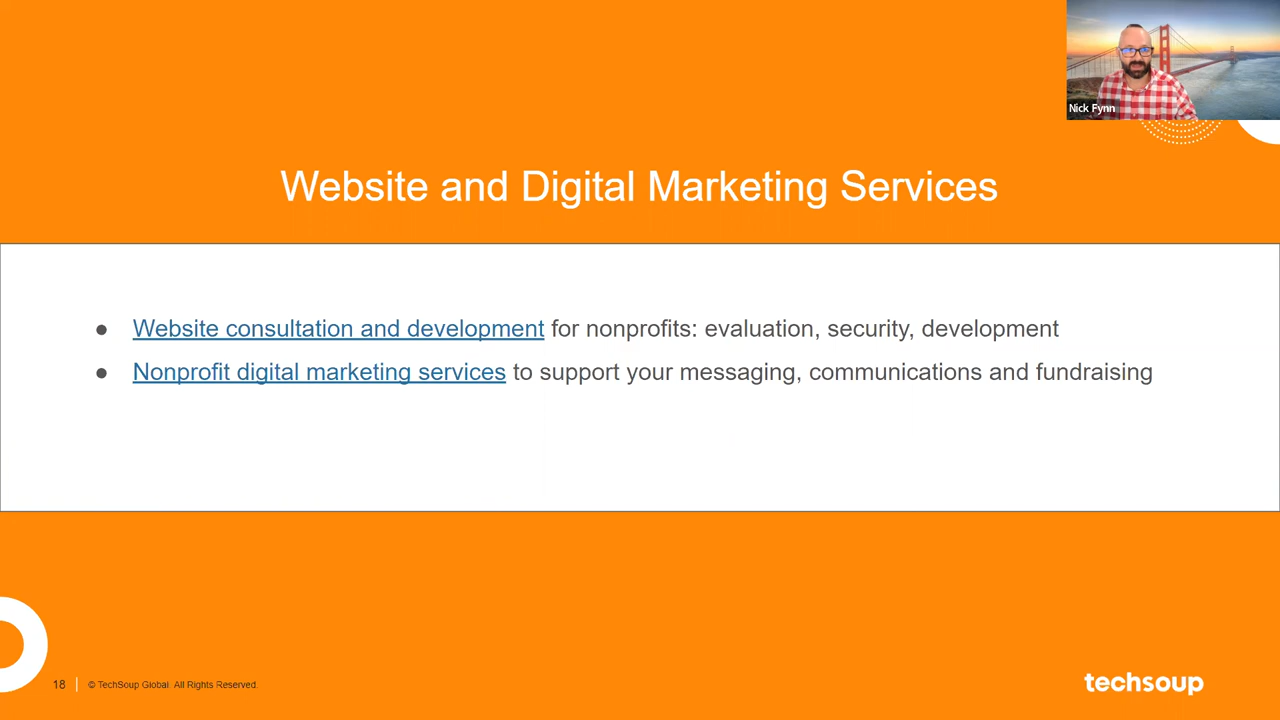 Nick Fynn
Website and Digital Marketing Services
● Website consultation and development for nonprofits: evaluation, security, development
● Nonprofit digital marketing services to support your messaging, communications and fundraising
18 | © TechSoup Global. All Rights Reserved.
techsoup